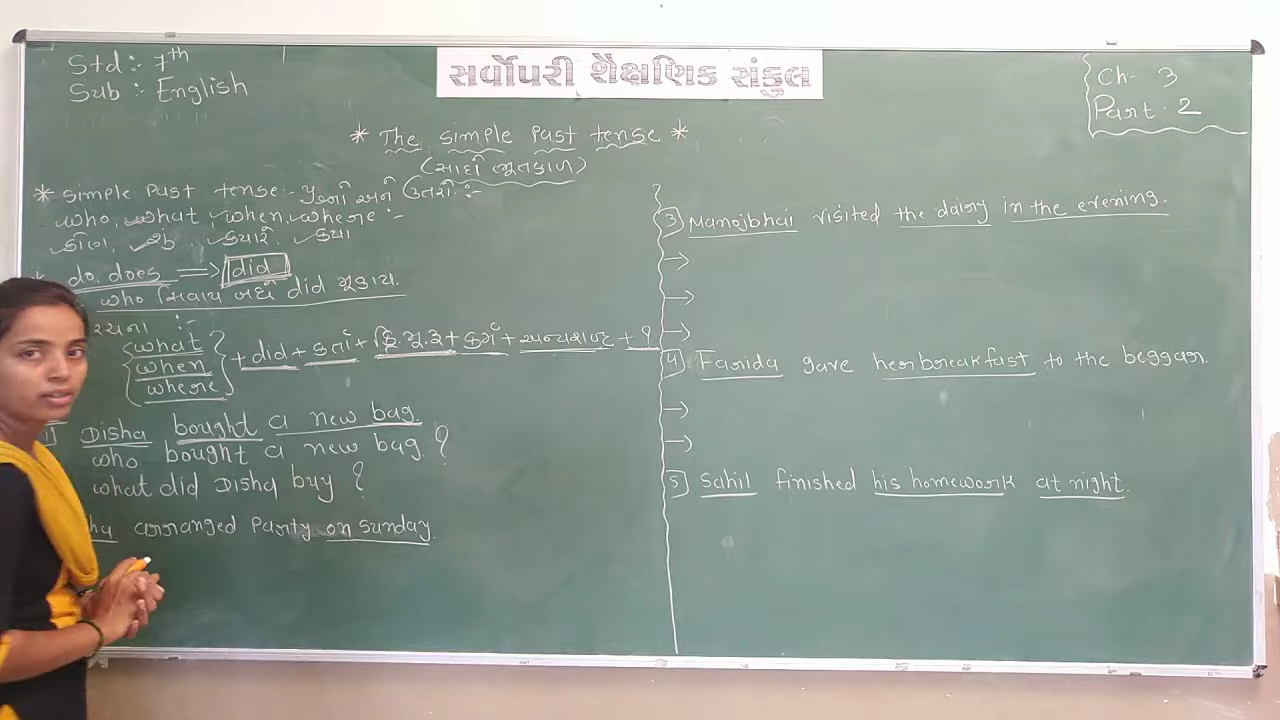 Std :- 7th
Sub :- English
સર્વોપરી શૈક્ષણિક સંકુલ
Ch- 3
Part- 2
* The simple Past tense *
(સાદો ભૂતકાળ)
* simple Past tense :- અને ઉતરો :-
who, what, when, where :-
કોણ, શું, ક્યારે, ક્યાં
do, does => did
who સિવાય બધે did મૂકાય.
રચના :-
what
when
where
+ did + કર્તા + ક્રિ.મૂ.રૂ + કર્મ + અન્યશબ્દ + ?
1) Disha bought a new bag.
who bought a new bag ?
what did Disha buy ?
arranged Party on Sunday.
3) Manojbhai visited the dairy in the evening.
→
→
→
4) Farida gave her breakfast to the beggar.
→
→
5) Sahil finished his homework at night.